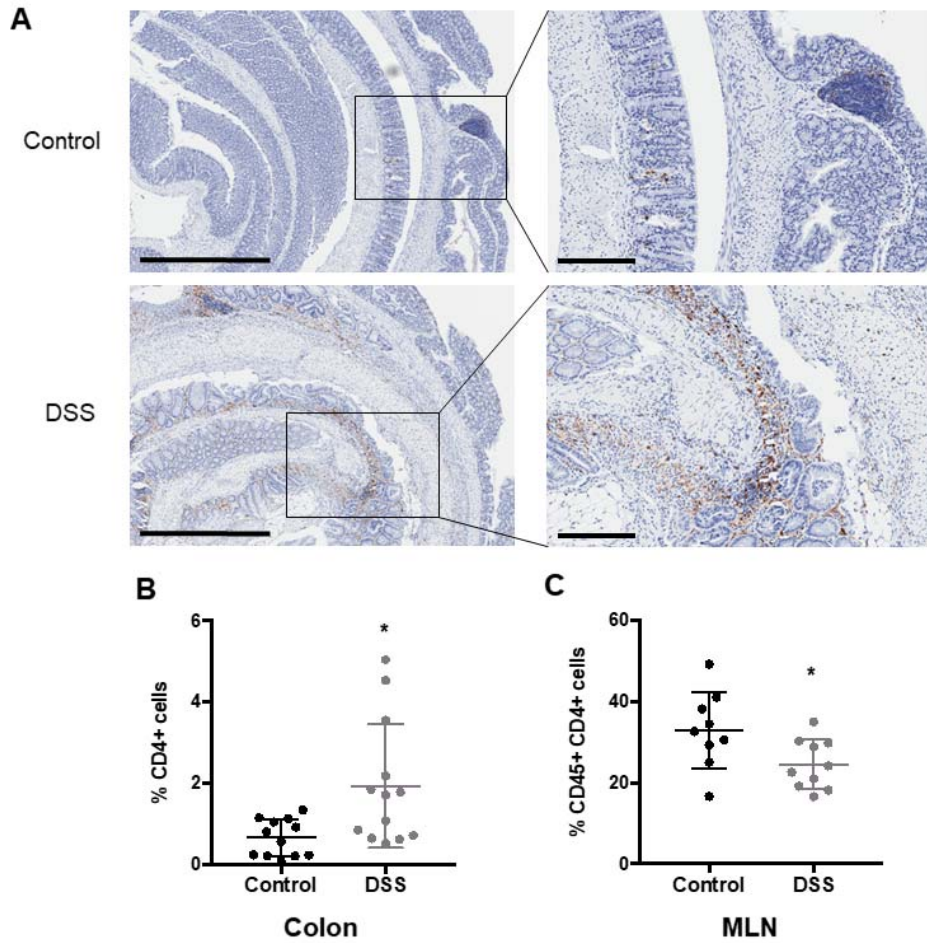 A
Control
DSS
B
% CD4+ cells
6
4
2
0
Control DSS
Colon
*
C
% CD45+ CD4+ cells
60
40
20
0
Control DSS
MLN
*